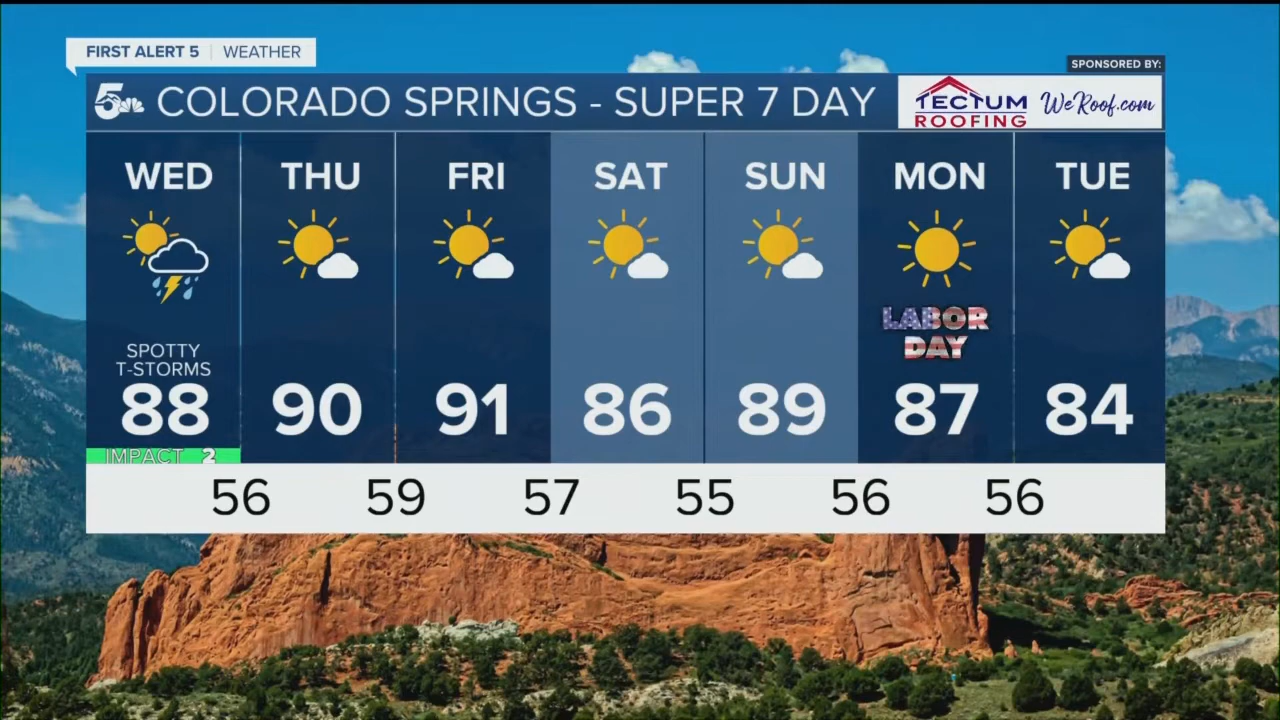 FIRST ALERT 5 | WEATHER
SPONSORED BY:
5 COLORADO SPRINGS - SUPER 7 DAY
TECTUM
ROOFING
WeRoof.com
WED THU FRI SAT SUN MON TUE
LABOR
DAY
SPOTTY
T-STORMS
88 90 91 86 89 87 84
IMPACT 2
56 59 57 55 56 56